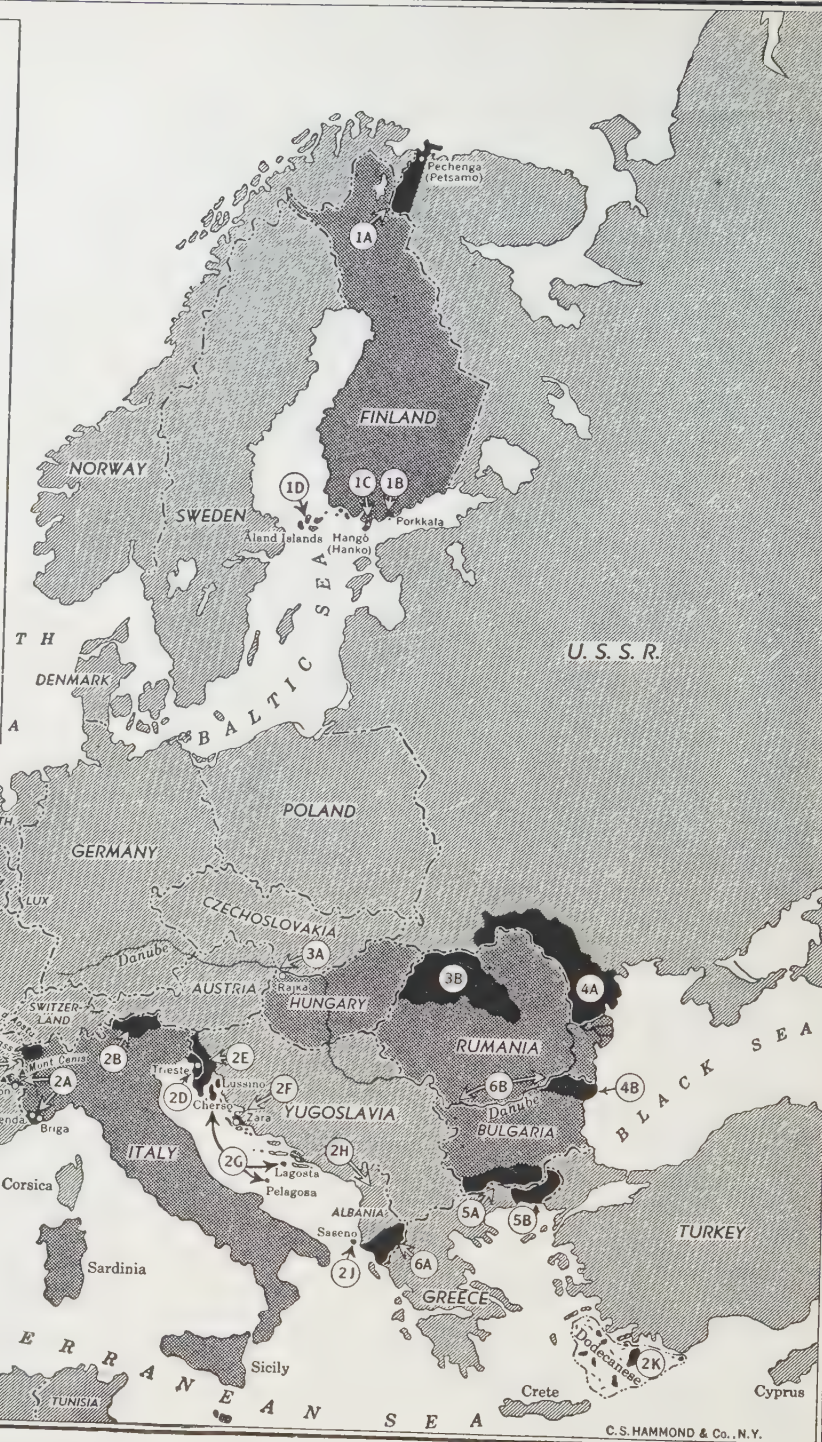 Pechenga
(Petsamo)
1A
FINLAND
NORWAY
1D
1C
1B
SWEDEN
Porkkala
Åland Islands
Hangö
(Hanko)
T H
DENMARK
A
BALTIC SEA
U. S. S. R.
POLAND
TH.
GERMANY
LUX
CZECHOSLOVAKIA
Danube
3A
AUSTRIA
Rajka
HUNGARY
3B
4A
SWITZER-
LAND
Mont Cenis
2B
RUMANIA
Trieste
2E
2A
2D
Lussino
2F
Cherso
Zara
6B
Danube
4B
BLACK SEA
Briga
YUGOSLAVIA
BULGARIA
ITALY
2G
2H
Lagosta
Pelagosa
Corsica
ALBANIA
5A
5B
TURKEY
Saseno
2J
6A
Sardinia
GREECE
Dodecanese
2K
Sicily
ERRANEAN SEA
TUNISIA
Crete
Cyprus
C.S. HAMMOND & Co., N.Y.